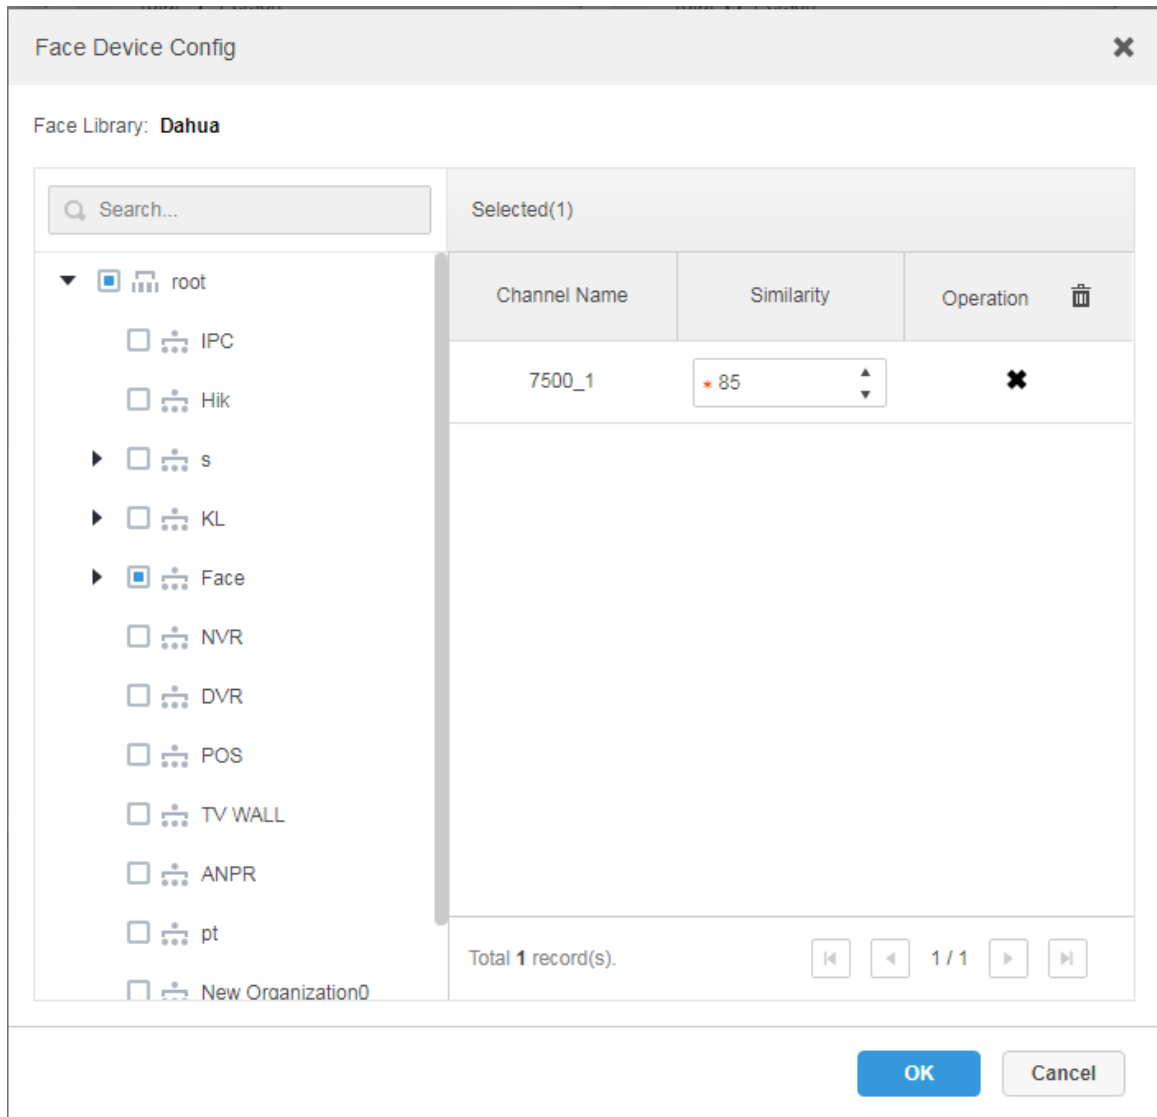 Face Device Config
Face Library: Dahua
Search...
Selected(1)
root
IPC
Hik
s
KL
Face
NVR
DVR
POS
TV WALL
ANPR
pt
New Organization0
Channel Name Similarity Operation
7500_1 * 85
Total 1 record(s). 1 / 1
OK Cancel